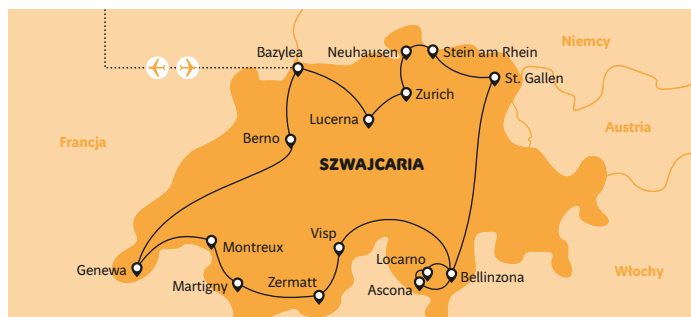 Bazylea
Neuhausen
Stein am Rhein
Niemcy
St. Gallen
Zurich
Lucerna
Austria
Francja
Berno
SZWAJCARIA
Visp
Montreux
Locarno
Genewa
Bellinzona
Włochy
Martigny
Zermatt
Ascona